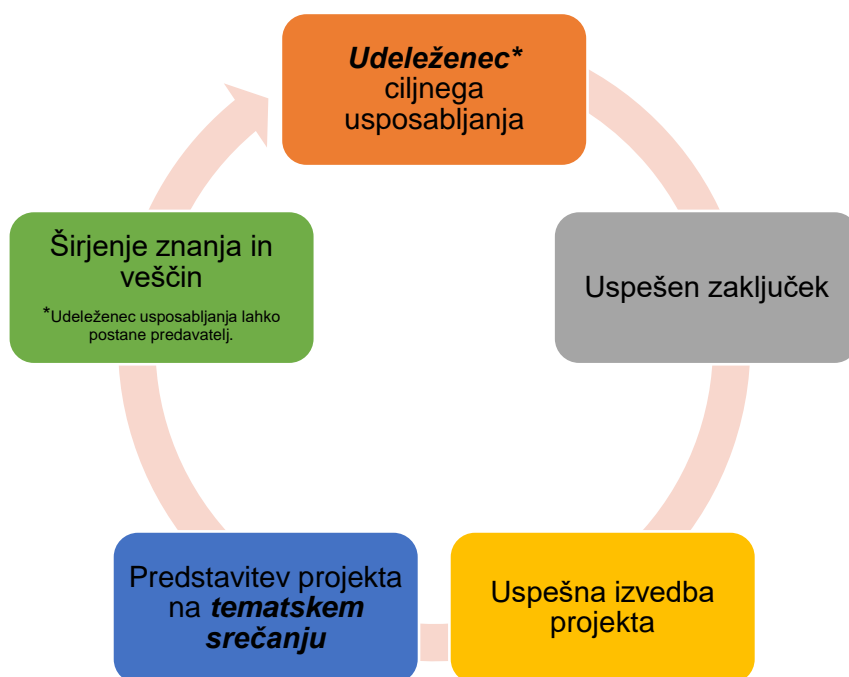 Udeleženec*
ciljnega
usposabljanja
Uspešen zaključek
Uspešna izvedba
projekta
Predstavitev projekta
na tematskem
srečanju
Širjenje znanja in
veščin
*Udeleženec usposabljanja lahko
postane predavatelj.